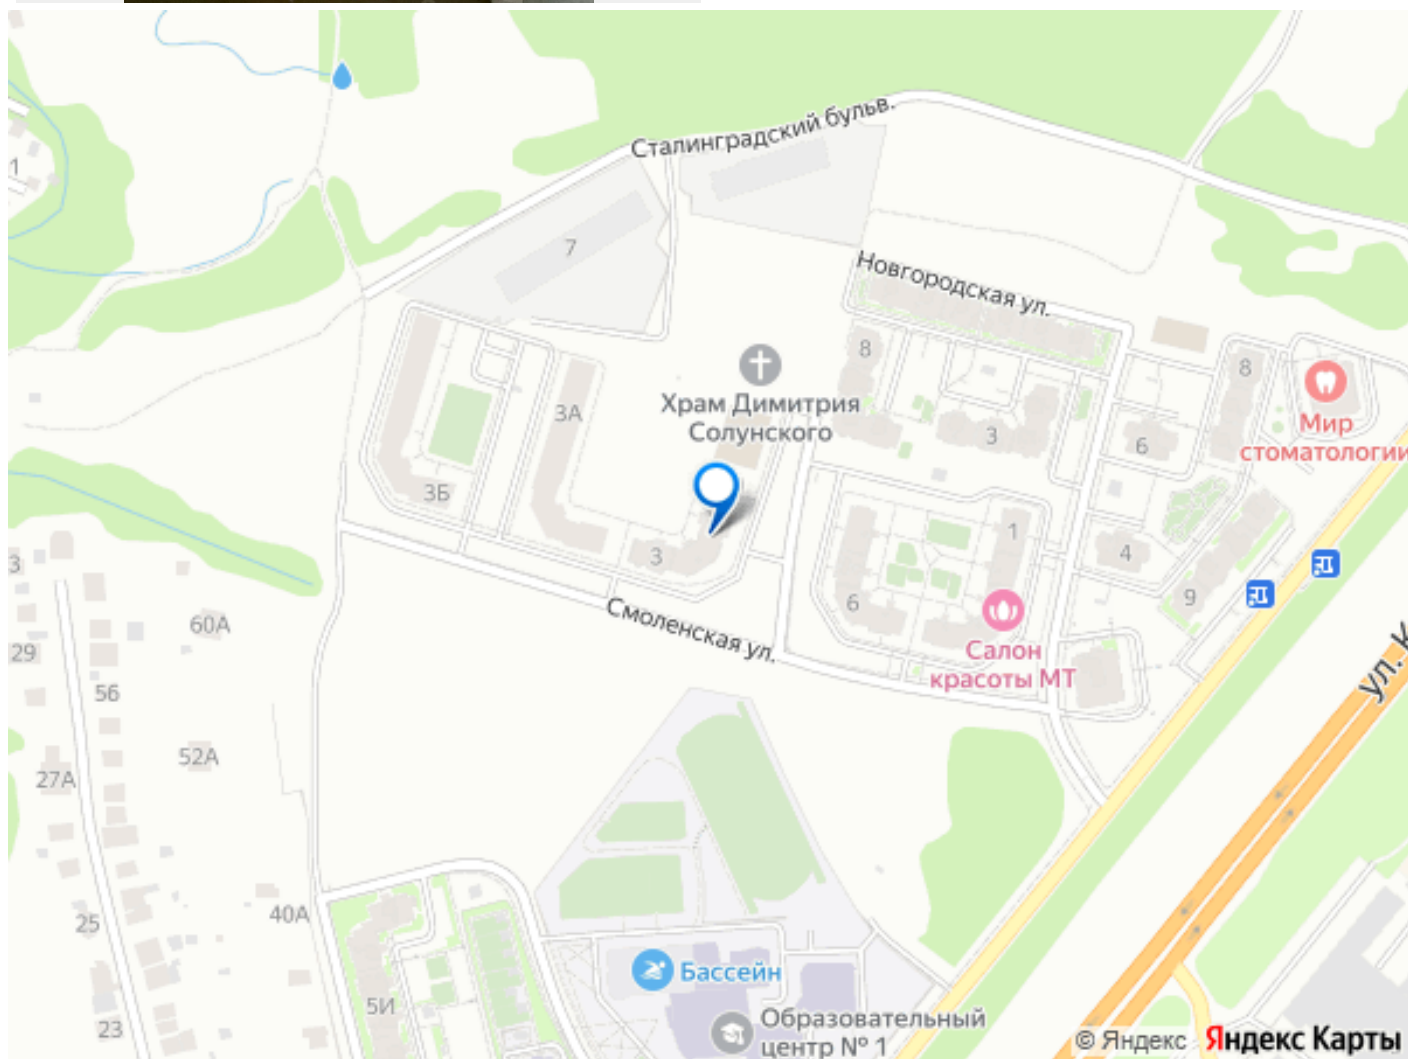 Сталинградский бульв.
1
7
Новгородская ул.
8
8
Храм Димитрия
Солунского
3А
3
6
Мир
стоматологии
3Б
1
3
4
6
9
3
Смоленская ул.
60А
29
Салон
красоты МТ
ул. К
56
52А
27А
40А
25
Бассейн
5И
23
Образовательный
центр № 1
© Яндекс Яндекс Карты